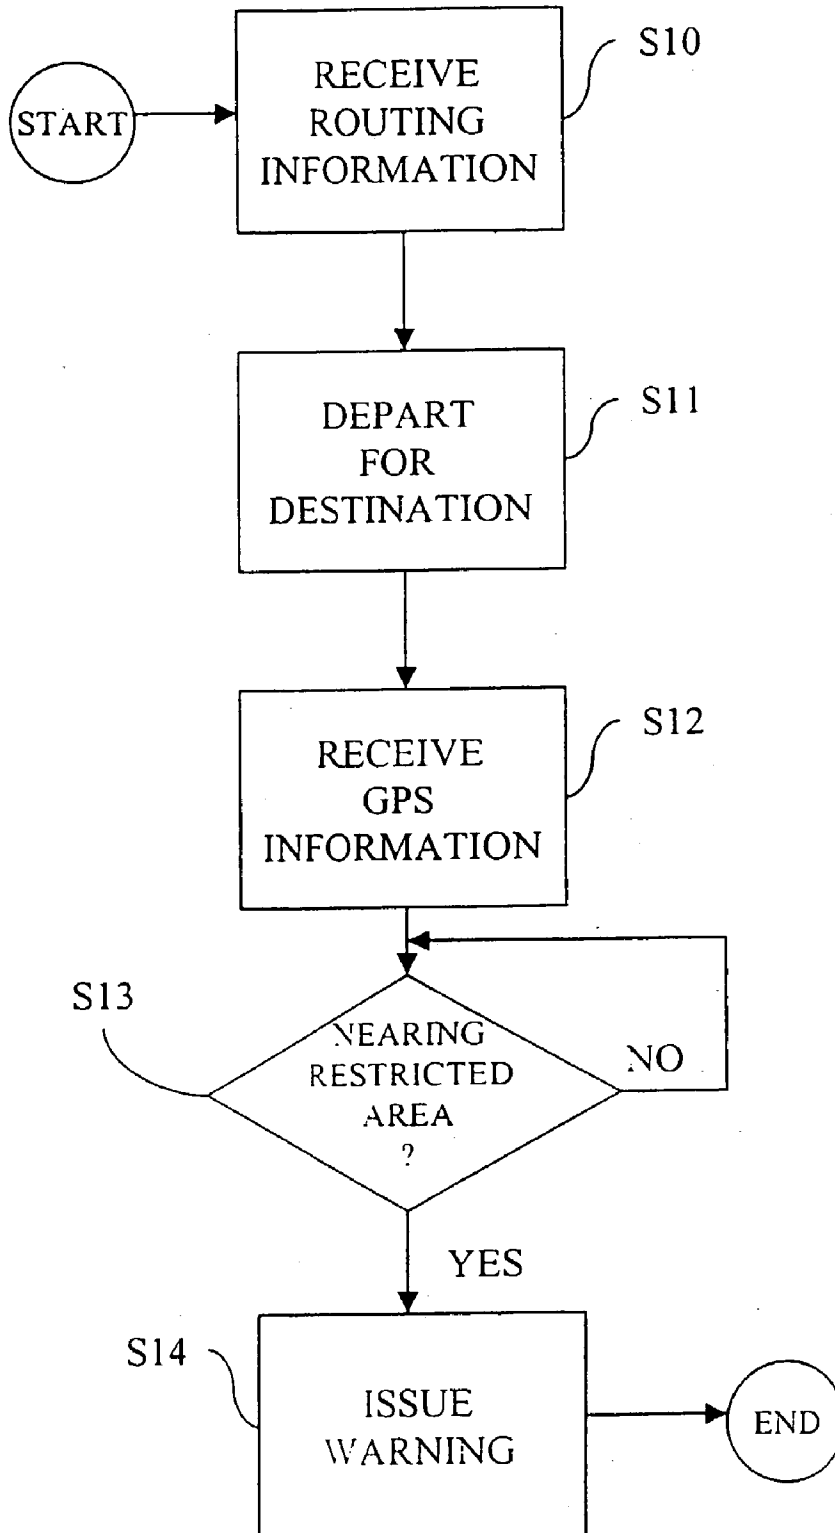 START
RECEIVE
ROUTING
INFORMATION
S10
DEPART
FOR
DESTINATION
S11
RECEIVE
GPS
INFORMATION
S12
S13
NEARING
RESTRICTED
AREA
?
NO
YES
S14
ISSUE
WARNING
END